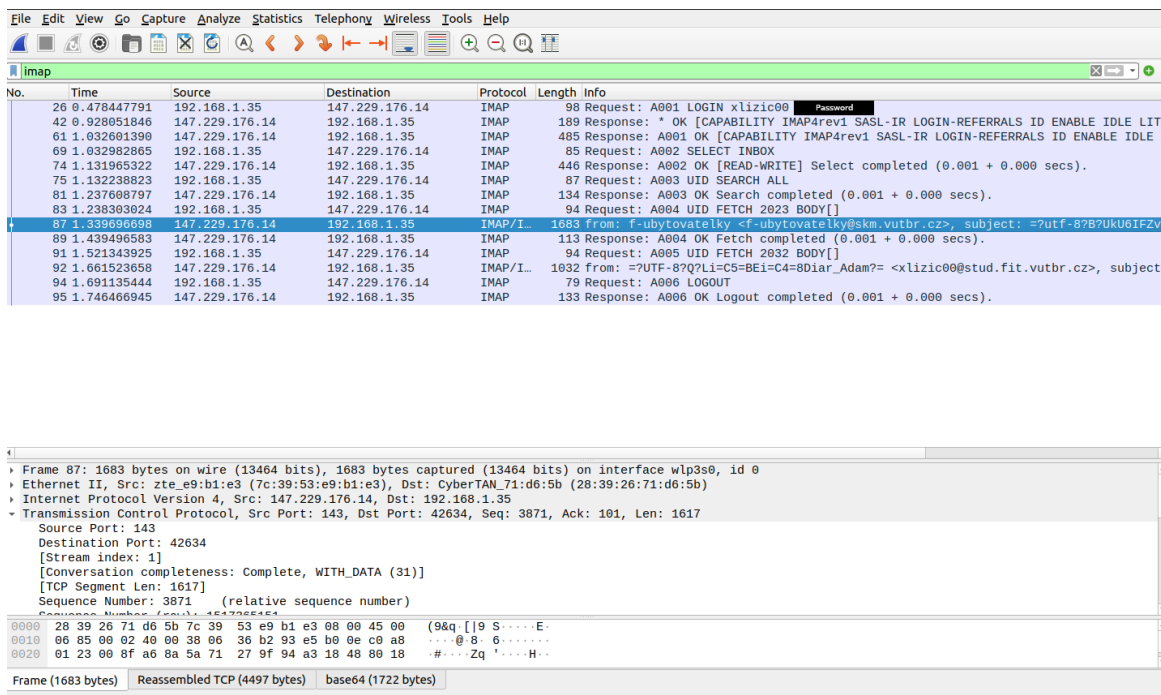 File Edit View Go Capture Analyze Statistics Telephony Wireless Tools Help
imap
No. Time Source Destination Protocol Length Info
26 0.478447791 192.168.1.35 147.229.176.14 IMAP 98 Request: A001 LOGIN xlizic00 Password
42 0.928051846 147.229.176.14 192.168.1.35 IMAP 189 Response: * OK [CAPABILITY IMAP4rev1 SASL-IR LOGIN-REFERRALS ID ENABLE IDLE LIT
61 1.032601390 147.229.176.14 192.168.1.35 IMAP 485 Response: A001 OK [CAPABILITY IMAP4rev1 SASL-IR LOGIN-REFERRALS ID ENABLE IDLE
69 1.032982865 192.168.1.35 147.229.176.14 IMAP 85 Request: A002 SELECT INBOX
74 1.131965322 147.229.176.14 192.168.1.35 IMAP 446 Response: A002 OK [READ-WRITE] Select completed (0.001 + 0.000 secs).
75 1.132238823 192.168.1.35 147.229.176.14 IMAP 87 Request: A003 UID SEARCH ALL
81 1.237608797 147.229.176.14 192.168.1.35 IMAP 134 Response: A003 OK Search completed (0.001 + 0.000 secs).
83 1.238303024 192.168.1.35 147.229.176.14 IMAP 94 Request: A004 UID FETCH 2023 BODY[]
87 1.339696698 147.229.176.14 192.168.1.35 IMAP/I… 1683 from: f-ubytovatelky <f-ubytovatelky@skm.vutbr.cz>, subject: =?utf-8?B?UkU6IFZv
89 1.439496583 147.229.176.14 192.168.1.35 IMAP 113 Response: A004 OK Fetch completed (0.001 + 0.000 secs).
91 1.521343925 192.168.1.35 147.229.176.14 IMAP 94 Request: A005 UID FETCH 2032 BODY[]
92 1.661523658 147.229.176.14 192.168.1.35 IMAP/I… 1032 from: =?UTF-8?Q?Li=C5=BEi=C4=8Diar_Adam?= <xlizic00@stud.fit.vutbr.cz>, subject
94 1.691135444 192.168.1.35 147.229.176.14 IMAP 79 Request: A006 LOGOUT
95 1.746466945 147.229.176.14 192.168.1.35 IMAP 133 Response: A006 OK Logout completed (0.001 + 0.000 secs).
Frame 87: 1683 bytes on wire (13464 bits), 1683 bytes captured (13464 bits) on interface wlp3s0, id 0
Ethernet II, Src: zte_e9:b1:e3 (7c:39:53:e9:b1:e3), Dst: CyberTAN_71:d6:5b (28:39:26:71:d6:5b)
Internet Protocol Version 4, Src: 147.229.176.14, Dst: 192.168.1.35
Transmission Control Protocol, Src Port: 143, Dst Port: 42634, Seq: 3871, Ack: 101, Len: 1617
Source Port: 143
Destination Port: 42634
[Stream index: 1]
[Conversation completeness: Complete, WITH_DATA (31)]
[TCP Segment Len: 1617]
Sequence Number: 3871 (relative sequence number)
0000 28 39 26 71 d6 5b 7c 39 53 e9 b1 e3 08 00 45 00 (9&q·[|9 S·····E·
0010 06 85 00 02 40 00 38 06 36 b2 93 e5 b0 0e c0 a8 ····@·8· 6·······
0020 01 23 00 8f a6 8a 5a 71 27 9f 94 a3 18 48 80 18 ·#····Zq '····H··
Frame (1683 bytes) Reassembled TCP (4497 bytes) base64 (1722 bytes)